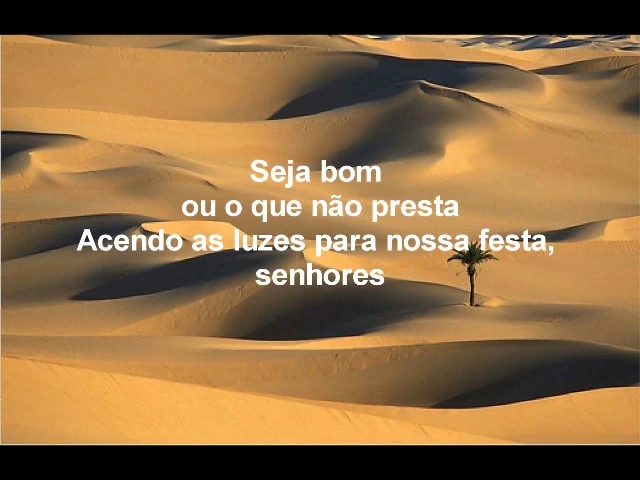 Seja bom
ou o que não presta
Acendo as luzes para nossa festa,
senhores